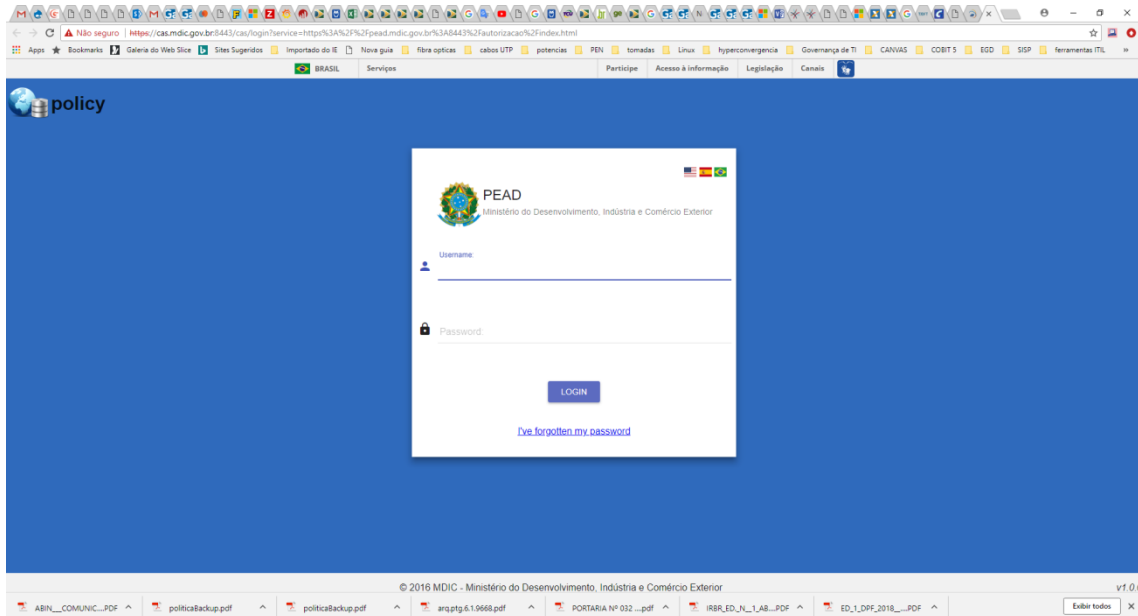 Não seguro | https://cas.mdic.gov.br:8443/cas/login?service=https%3A%2F%2Fpead.mdic.gov.br%3A8443%2Fautorizacao%2Findex.html
Apps Bookmarks Galeria do Web Slice Sites Sugeridos Importado do IE Nova guia fibra opticas cabos UTP potencias PEN tomadas Linux hyperconvergencia Governança de TI CANVAS COBIT 5 EGD SISP ferramentas ITIL »
BRASIL Serviços Participe Acesso à informação Legislação Canais
policy
PEAD
Ministério do Desenvolvimento, Indústria e Comércio Exterior
Username:
Password:
LOGIN
I've forgotten my password
© 2016 MDIC - Ministério do Desenvolvimento, Indústria e Comércio Exterior
ABIN__COMUNIC....PDF politicaBackup.pdf politicaBackup.pdf arq.ptg.6.1.9668.pdf PORTARIA Nº 032 ....pdf IRBR_ED._N__1_AB....PDF ED_1_DPF_2018__....PDF Exibir todos